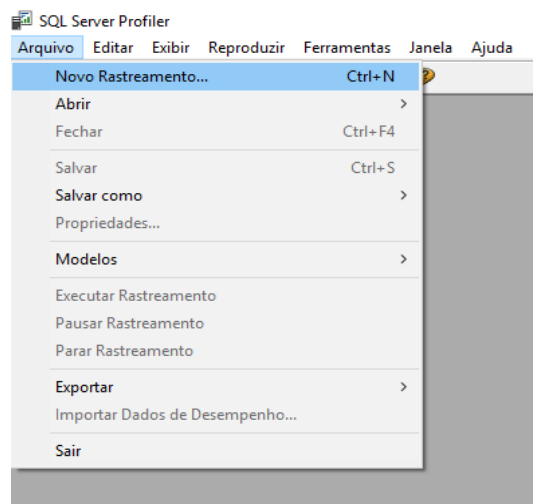 SQL Server Profiler
Arquivo Editar Exibir Reproduzir Ferramentas Janela Ajuda
Novo Rastreamento... Ctrl+N
Abrir
Fechar Ctrl+F4
Salvar Ctrl+S
Salvar como
Propriedades...
Modelos
Executar Rastreamento
Pausar Rastreamento
Parar Rastreamento
Exportar
Importar Dados de Desempenho...
Sair